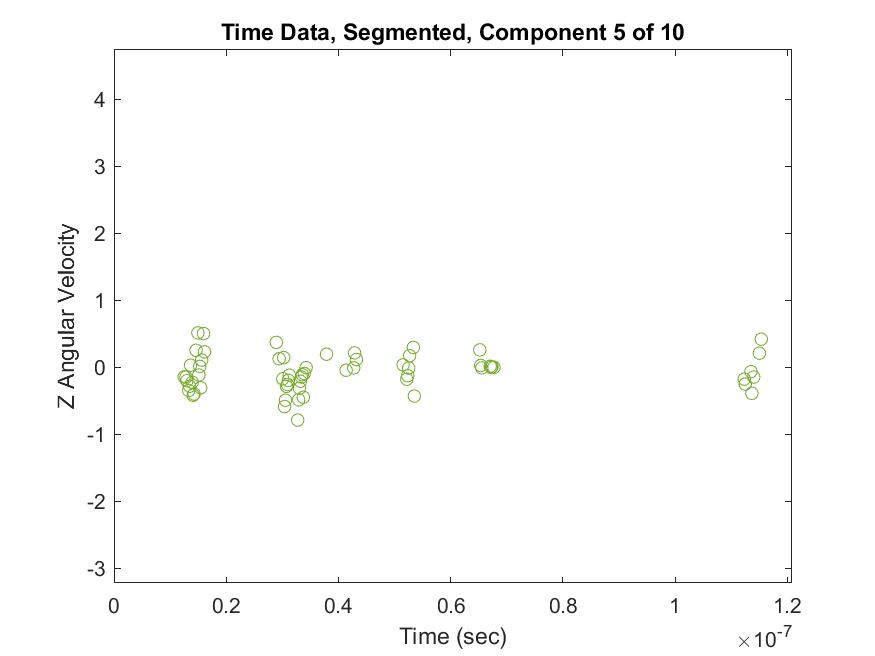 Time Data, Segmented, Component 5 of 10
4
3
2
1
0
-1
-2
-3
Z Angular Velocity
0 0.2 0.4 0.6 0.8 1 1.2
Time (sec)
×10-7